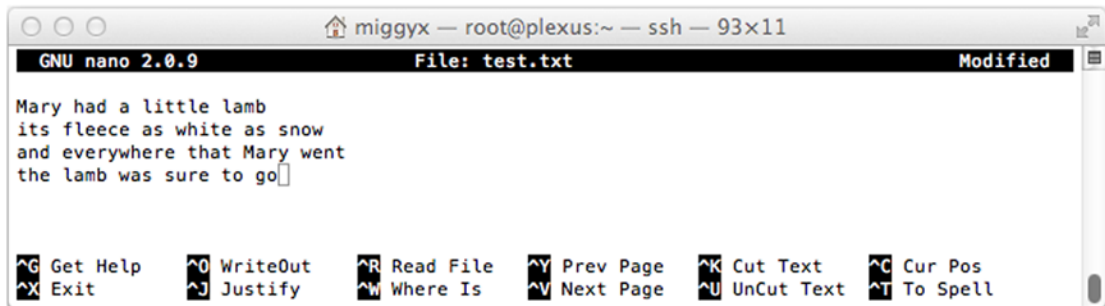 miggyx — root@plexus:~ — ssh — 93×11
GNU nano 2.0.9 File: test.txt Modified
Mary had a little lamb
its fleece as white as snow
and everywhere that Mary went
the lamb was sure to go
^G Get Help ^O WriteOut ^R Read File ^Y Prev Page ^K Cut Text ^C Cur Pos
^X Exit ^J Justify ^W Where Is ^V Next Page ^U UnCut Text ^T To Spell